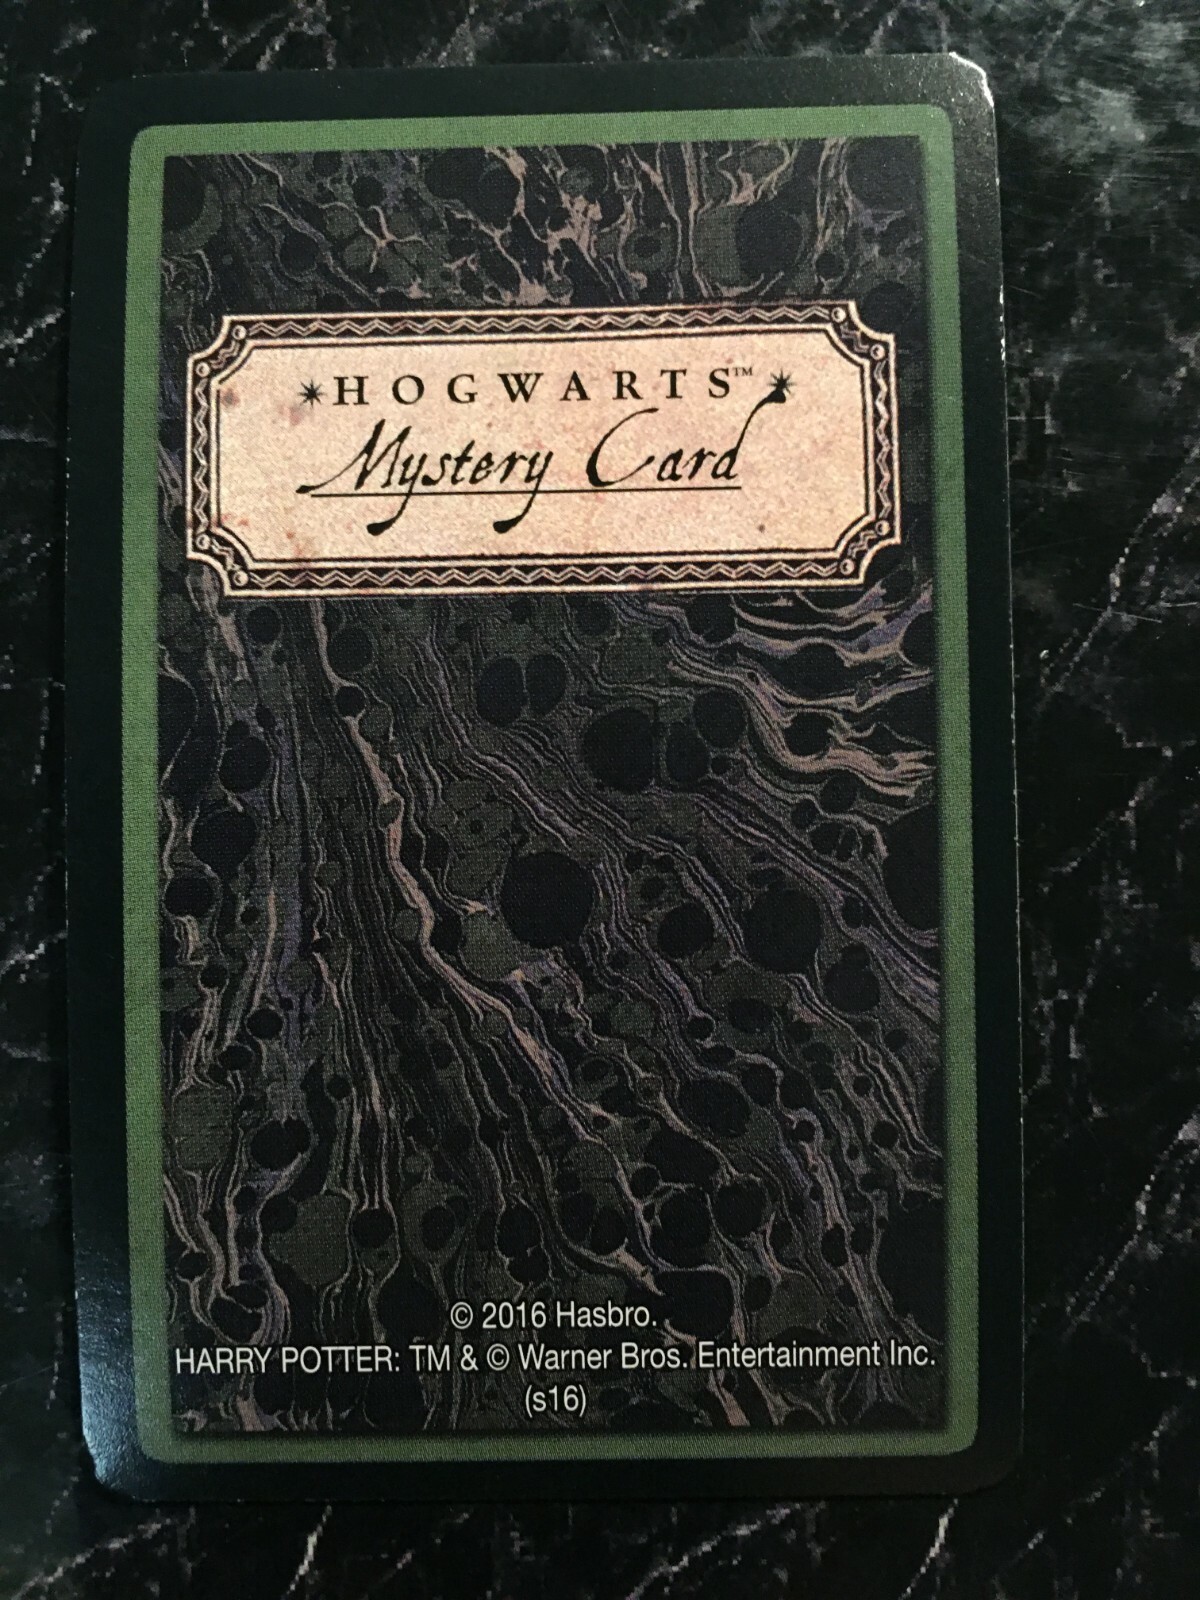 HOGWARTS™
Mystery Card
© 2016 Hasbro.
HARRY POTTER: TM & © Warner Bros. Entertainment Inc.
(s16)